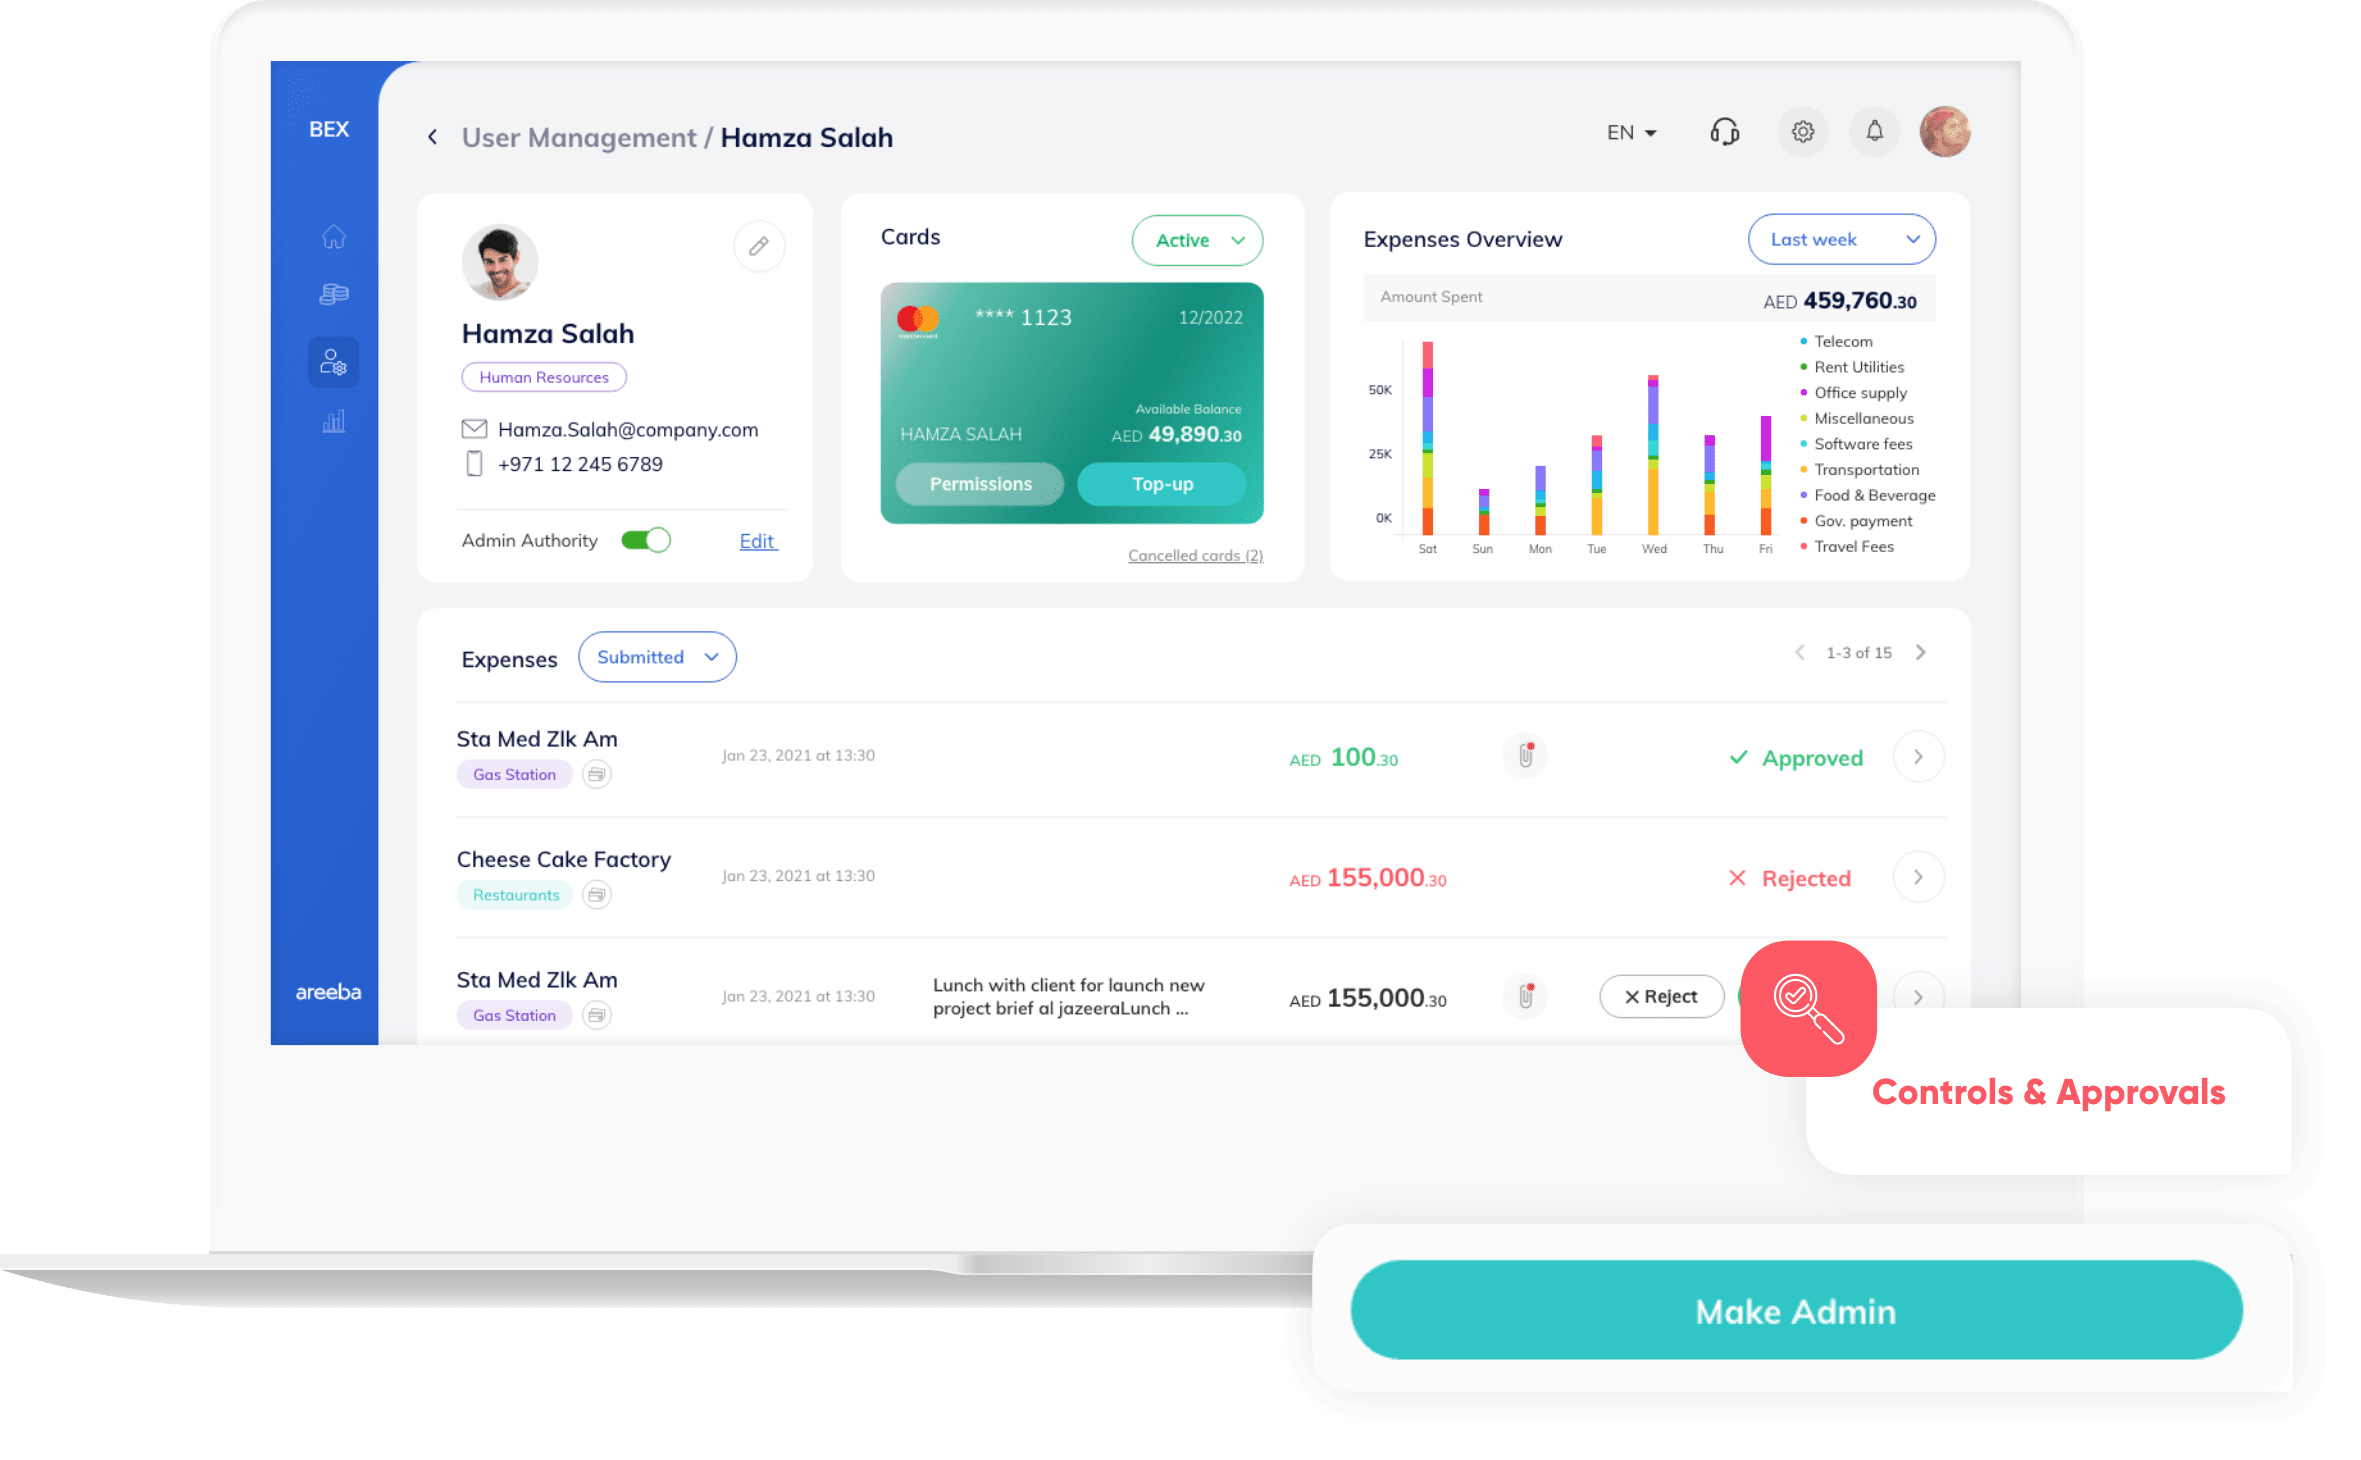 BEX
User Management / Hamza Salah
EN
Hamza Salah
Human Resources
Hamza.Salah@company.com
+971 12 245 6789
Admin Authority
Edit
Cards
Active
mastercard
**** 1123
12/2022
Available Balance
HAMZA SALAH
AED 49,890.30
Permissions
Top-up
Cancelled cards (2)
Expenses Overview
Last week
Amount Spent
AED 459,760.30
50K
25K
0K
Sat
Sun
Mon
Tue
Wed
Thu
Fri
Telecom
Rent Utilities
Office supply
Miscellaneous
Software fees
Transportation
Food & Beverage
Gov. payment
Travel Fees
Expenses
Submitted
1-3 of 15
Sta Med Zlk Am
Gas Station
Jan 23, 2021 at 13:30
AED 100.30
Approved
Cheese Cake Factory
Restaurants
Jan 23, 2021 at 13:30
AED 155,000.30
Rejected
Sta Med Zlk Am
Gas Station
Jan 23, 2021 at 13:30
Lunch with client for launch new
project brief al jazeeraLunch ...
AED 155,000.30
Reject
areeba
Controls & Approvals
Make Admin